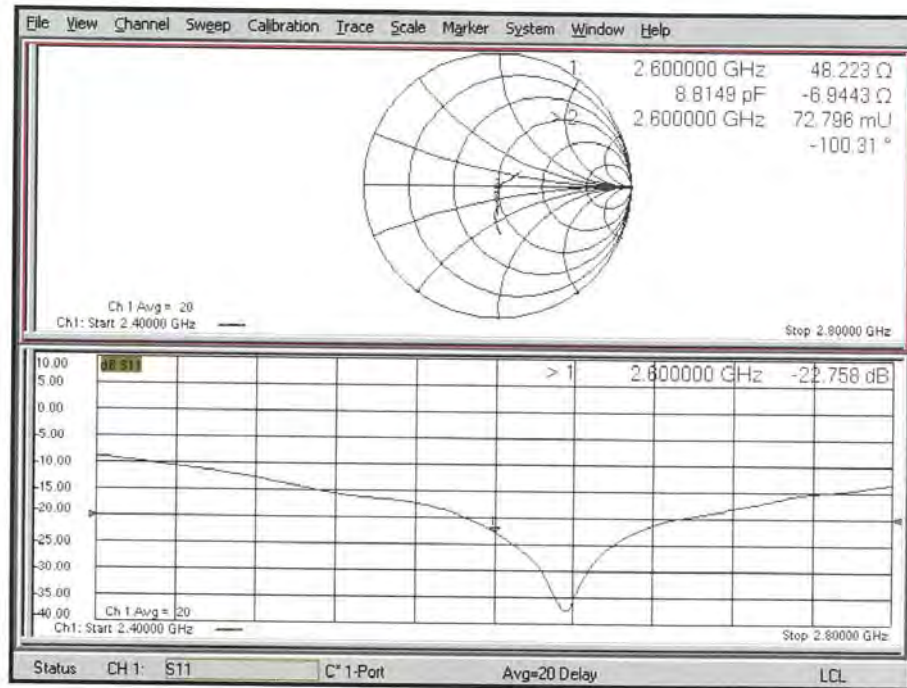 File View Channel Sweep Calibration Trace Scale Marker System Window Help
1: 2.600000 GHz 48.223 Ω
8.8149 pF -6.9443 Ω
>2: 2.600000 GHz 72.796 mU
-100.31 °
Ch 1 Avg = 20
Ch1: Start 2.40000 GHz Stop 2.80000 GHz
10.00 dB S11 > 1: 2.600000 GHz -22.758 dB
5.00
0.00
-5.00
-10.00
-15.00
-20.00
-25.00
-30.00
-35.00
-40.00 Ch 1 Avg = 20
Ch1: Start 2.40000 GHz Stop 2.80000 GHz
Status CH 1: S11 C* 1-Port Avg=20 Delay LCL